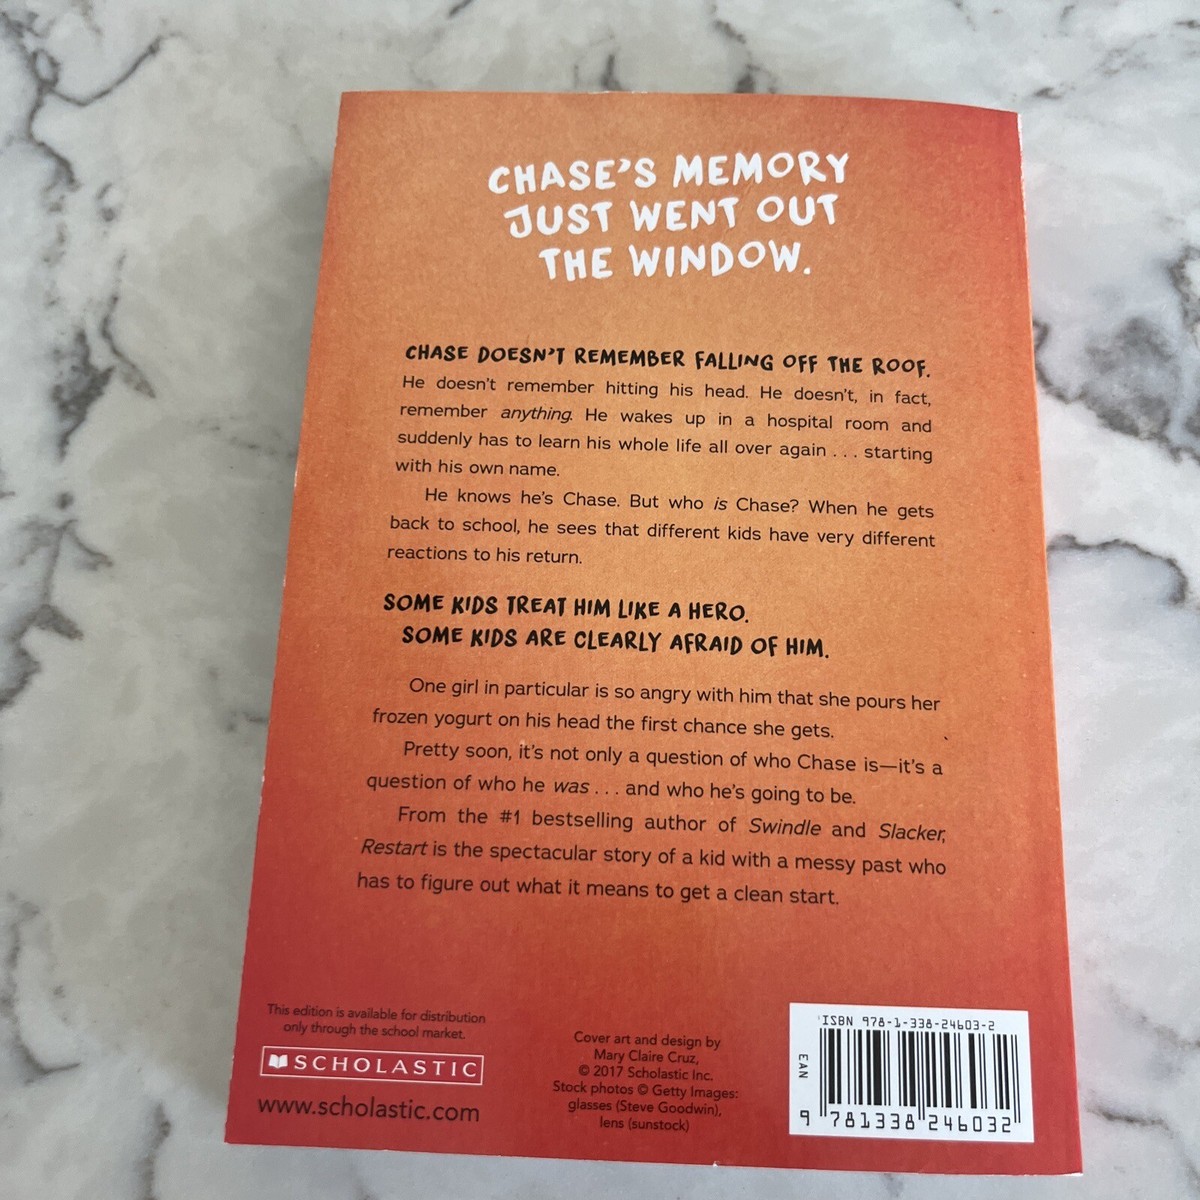 CHASE'S MEMORY
JUST WENT OUT
THE WINDOW.
CHASE DOESN'T REMEMBER FALLING OFF THE ROOF.
He doesn't remember hitting his head. He doesn't, in fact,
remember anything. He wakes up in a hospital room and
suddenly has to learn his whole life all over again . . . starting
with his own name.
He knows he's Chase. But who is Chase? When he gets
back to school, he sees that different kids have very different
reactions to his return.
SOME KIDS TREAT HIM LIKE A HERO.
SOME KIDS ARE CLEARLY AFRAID OF HIM.
One girl in particular is so angry with him that she pours her
frozen yogurt on his head the first chance she gets.
Pretty soon, it's not only a question of who Chase is—it's a
question of who he was . . . and who he's going to be.
From the #1 bestselling author of Swindle and Slacker,
Restart is the spectacular story of a kid with a messy past who
has to figure out what it means to get a clean start.
This edition is available for distribution
only through the school market.
SCHOLASTIC
www.scholastic.com
Cover art and design by
Mary Claire Cruz,
© 2017 Scholastic Inc.
Stock photos © Getty Images:
glasses (Steve Goodwin),
lens (sunstock)
ISBN 978-1-338-24603-2
EAN
9 781338 246032